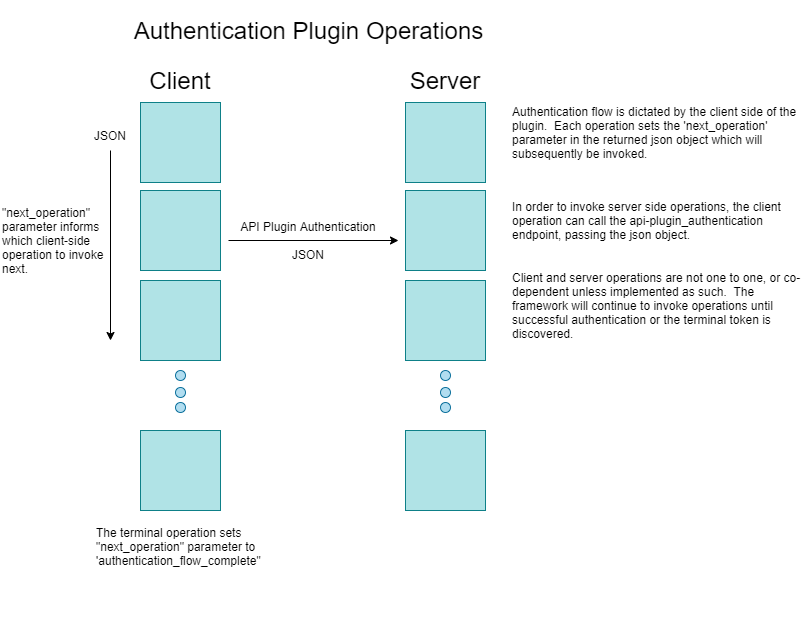 Authentication Plugin Operations
Client
Server
JSON
"next_operation"
parameter informs
which client-side
operation to invoke
next.
API Plugin Authentication
JSON
Authentication flow is dictated by the client side of the
plugin.  Each operation sets the 'next_operation'
parameter in the returned json object which will
subsequently be invoked.
In order to invoke server side operations, the client
operation can call the api-plugin_authentication
endpoint, passing the json object.
Client and server operations are not one to one, or co-
dependent unless implemented as such.  The
framework will continue to invoke operations until
successful authentication or the terminal token is
discovered.
The terminal operation sets
"next_operation" parameter to
'authentication_flow_complete"